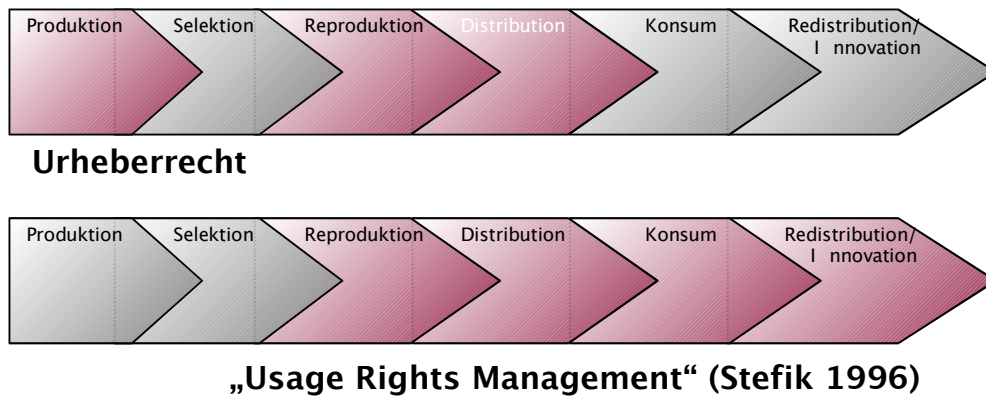 Produktion Selektion Reproduktion Distribution Konsum Redistribution/
I nnovation
Urheberrecht
Produktion Selektion Reproduktion Distribution Konsum Redistribution/
I nnovation
„Usage Rights Management“ (Stefik 1996)